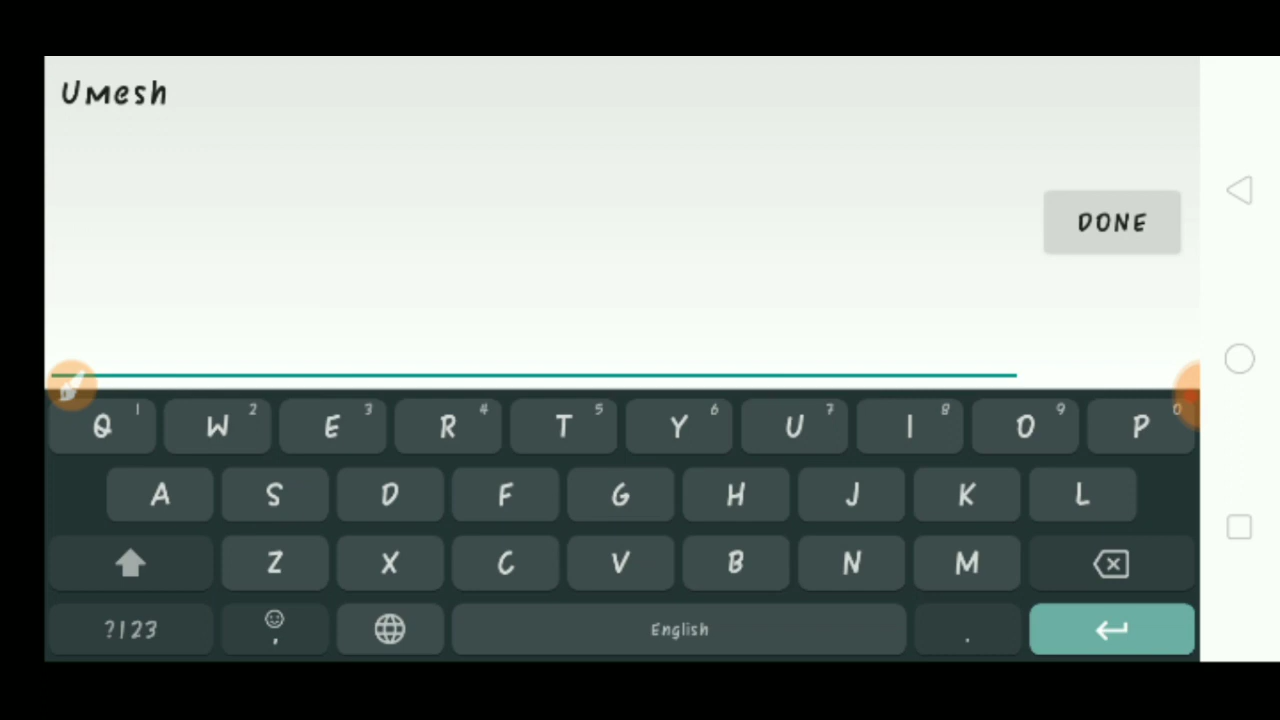 Umesh
DONE
Q 1 W 2 E 3 R 4 T 5 Y 6 U 7 I 8 O 9 P 0
A S D F G H J K L
Z X C V B N M
?123 , English .